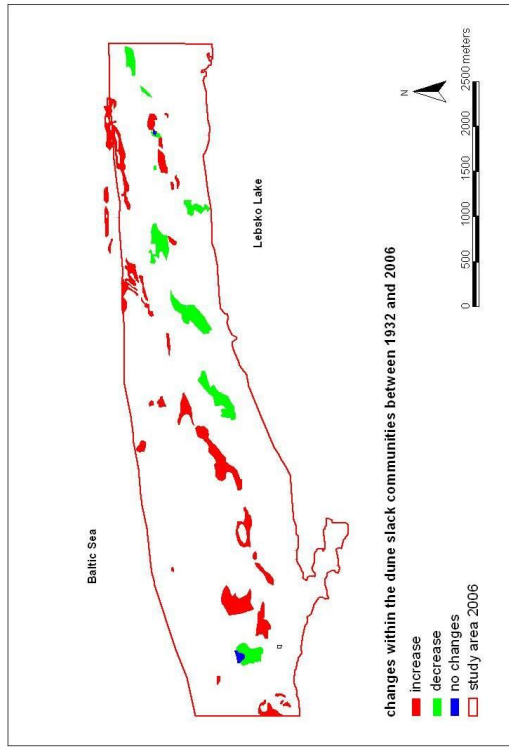 Baltic Sea
Lebsko Lake
changes within the dune slack communities between 1932 and 2006
increase
decrease
no changes
study area 2006
N
0 500 1000 1500 2000 2500 meters